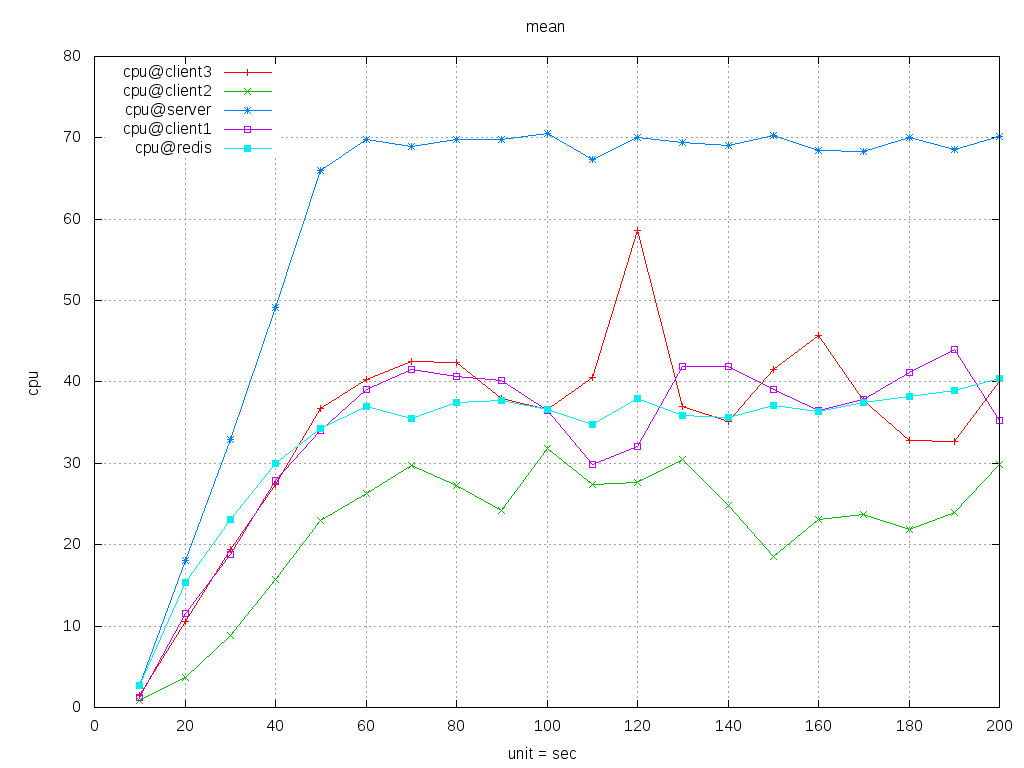 mean
80
70
60
50
40
30
20
10
0
cpu
cpu@client3
cpu@client2
cpu@server
cpu@client1
cpu@redis
0 20 40 60 80 100 120 140 160 180 200
unit = sec